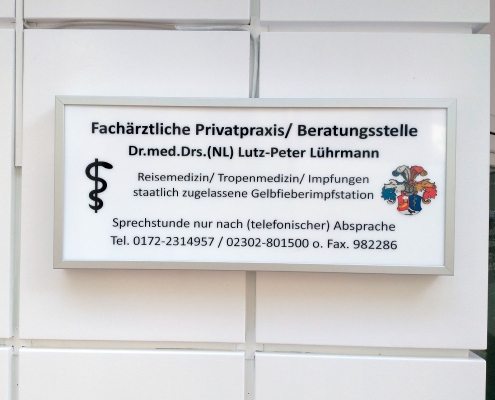 Fachärztliche Privatpraxis/ Beratungsstelle
Dr.med.Drs.(NL) Lutz-Peter Lührmann
Reisemedizin/ Tropenmedizin/ Impfungen
staatlich zugelassene Gelbfieberimpfstation
Sprechstunde nur nach (telefonischer) Absprache
Tel. 0172-2314957 / 02302-801500 o. Fax. 982286